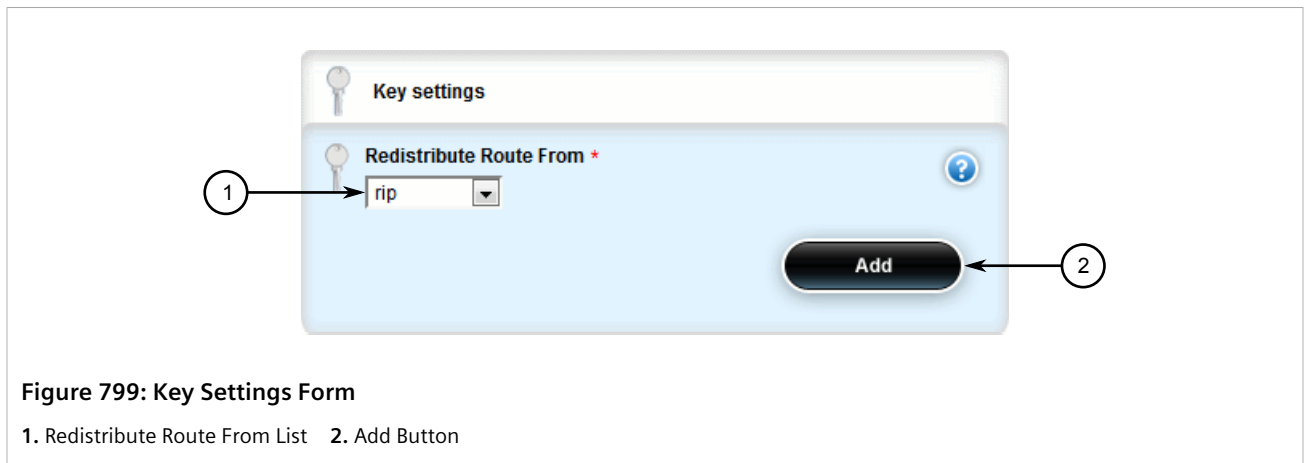 Key settings
Redistribute Route From *
?
1
rip
Add
2
Figure 799: Key Settings Form
1. Redistribute Route From List 2. Add Button